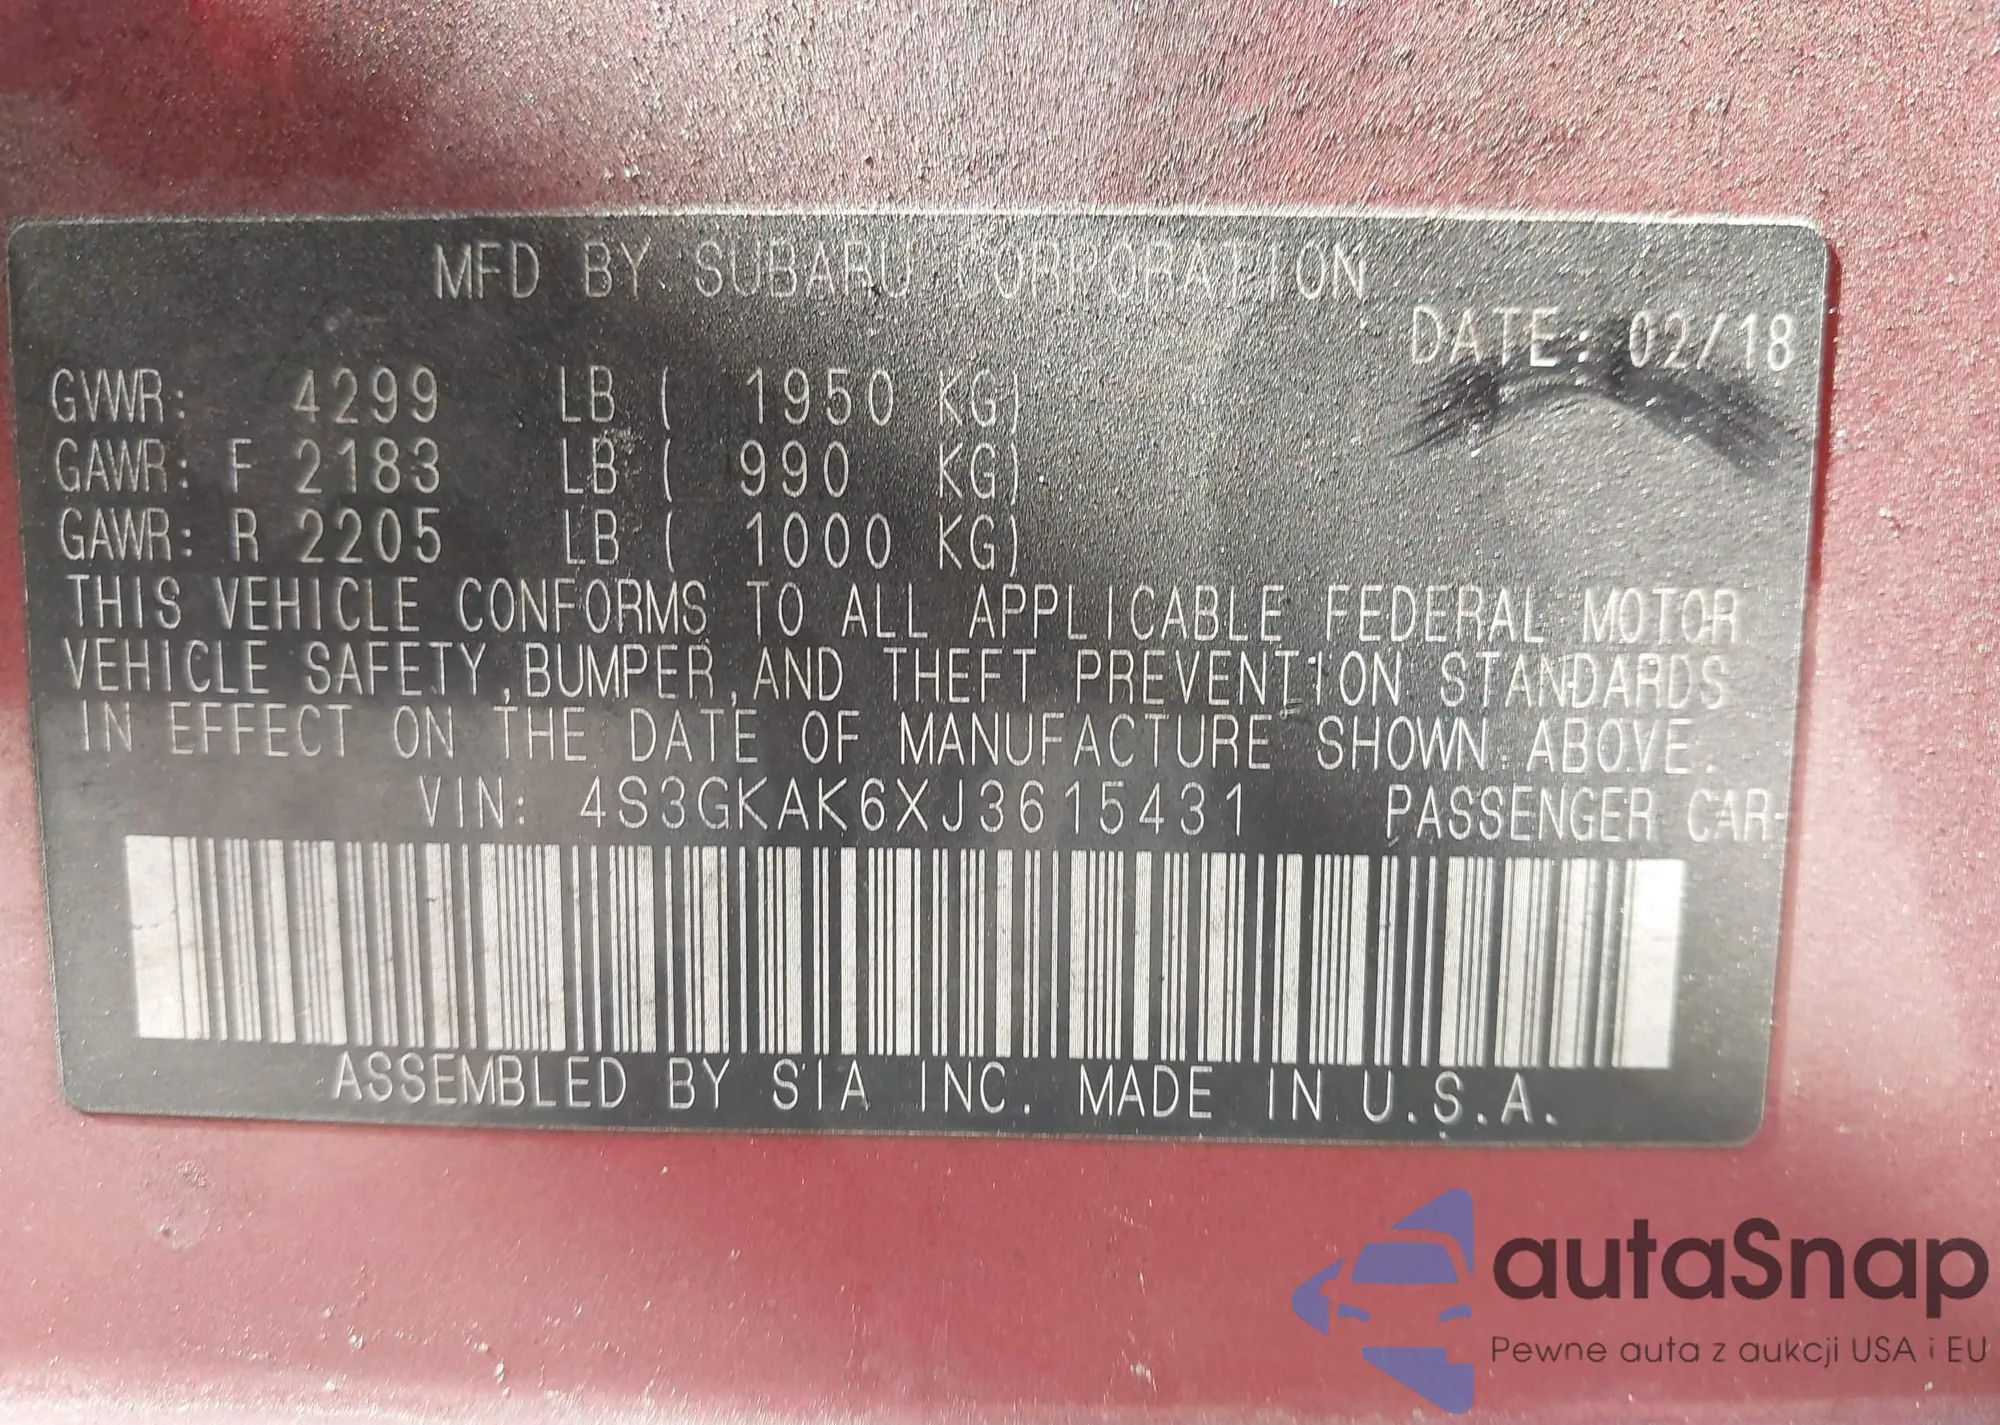 MFD BY SUBARU CORPORATION
DATE: 02/18
GVWR: 4299 LB ( 1950 KG)
GAWR: F 2183 LB ( 990 KG)
GAWR: R 2205 LB ( 1000 KG)
THIS VEHICLE CONFORMS TO ALL APPLICABLE FEDERAL MOTOR
VEHICLE SAFETY,BUMPER,AND THEFT PREVENTION STANDARDS
IN EFFECT ON THE DATE OF MANUFACTURE SHOWN ABOVE.
VIN: 4S3GKAK6XJ3615431 PASSENGER CAR
ASSEMBLED BY SIA INC. MADE IN U.S.A.
autaSnap
Pewne auta z aukcji USA i EU